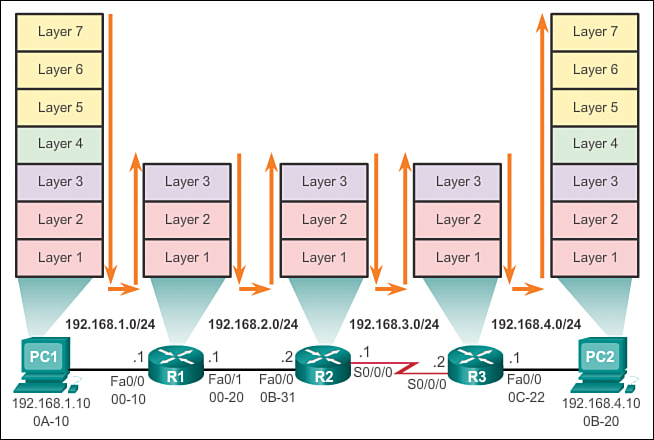 Layer 7
Layer 6
Layer 5
Layer 4
Layer 3
Layer 2
Layer 1
Layer 3
Layer 2
Layer 1
Layer 3
Layer 2
Layer 1
Layer 3
Layer 2
Layer 1
Layer 7
Layer 6
Layer 5
Layer 4
Layer 3
Layer 2
Layer 1
192.168.1.0/24
192.168.2.0/24
192.168.3.0/24
192.168.4.0/24
PC1
192.168.1.10
0A-10
.1
Fa0/0
00-10
R1
.1
Fa0/1
00-20
.2
Fa0/0
0B-31
R2
.1
S0/0/0
.2
S0/0/0
R3
.1
Fa0/0
0C-22
PC2
192.168.4.10
0B-20